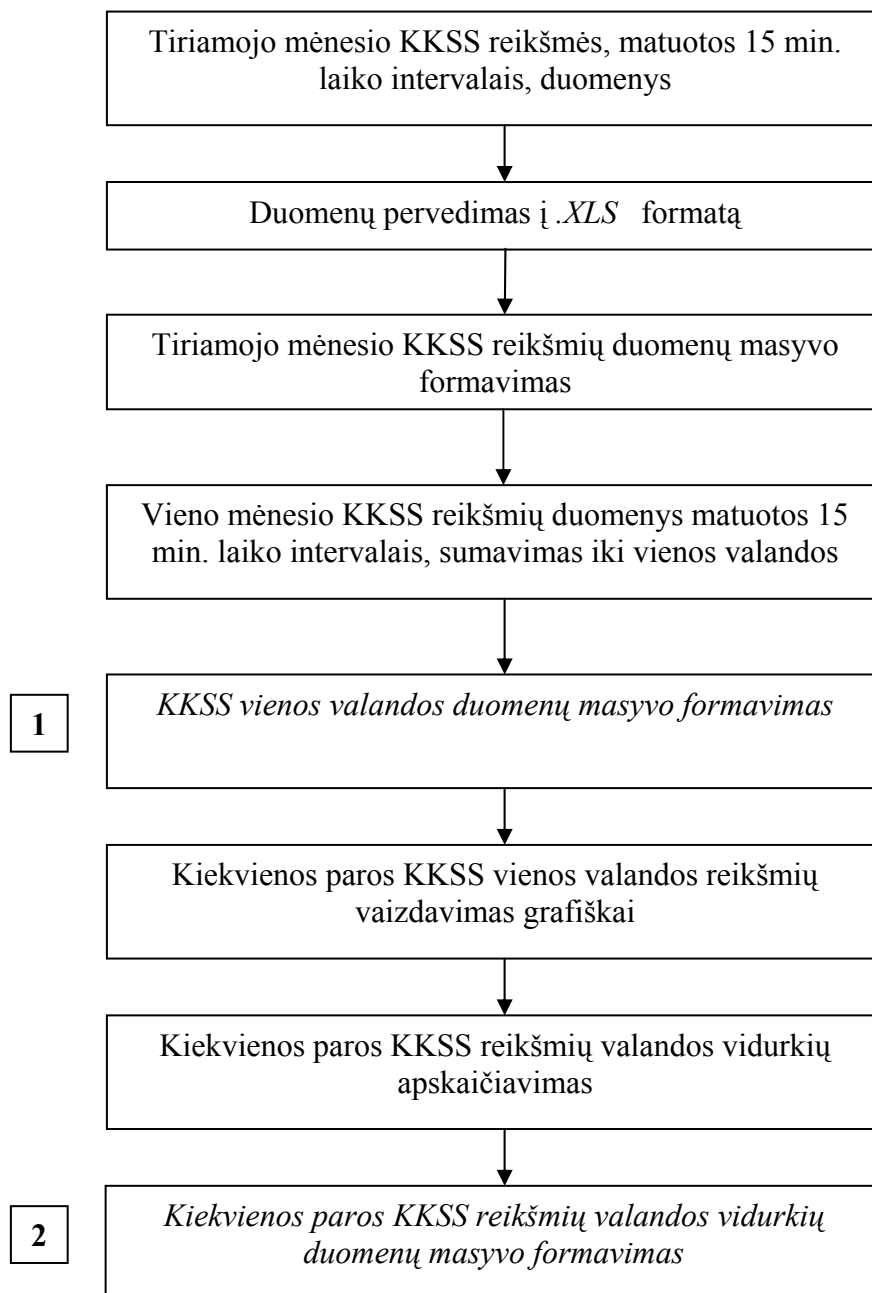 Tiriamojo mėnesio KKSS reikšmės, matuotos 15 min.
laiko intervalais, duomenys
Duomenų pervedimas į .XLS formatą
Tiriamojo mėnesio KKSS reikšmių duomenų masyvo
formavimas
Vieno mėnesio KKSS reikšmių duomenys matuotos 15
min. laiko intervalais, sumavimas iki vienos valandos
1
KKSS vienos valandos duomenų masyvo formavimas
Kiekvienos paros KKSS vienos valandos reikšmių
vaizdavimas grafiškai
Kiekvienos paros KKSS reikšmių valandos vidurkių
apskaičiavimas
2
Kiekvienos paros KKSS reikšmių valandos vidurkių
duomenų masyvo formavimas